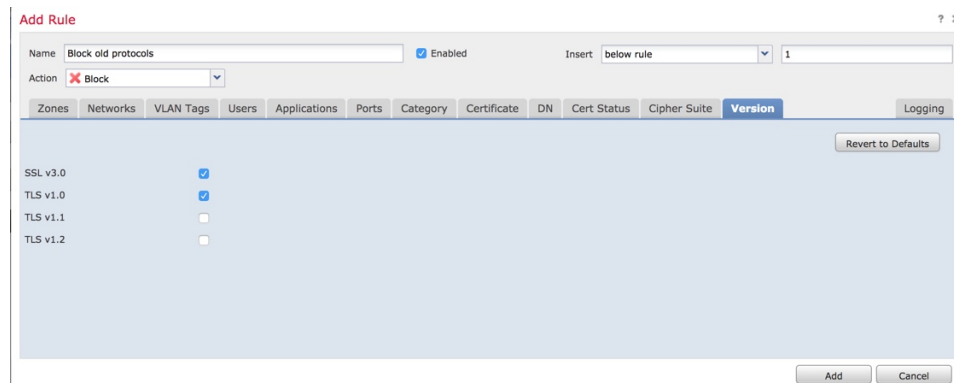 Add Rule ?
Name Block old protocols Enabled Insert below rule 1
Action Block
Zones Networks VLAN Tags Users Applications Ports Category Certificate DN Cert Status Cipher Suite Version Logging
Revert to Defaults
SSL v3.0
TLS v1.0
TLS v1.1
TLS v1.2
Add Cancel